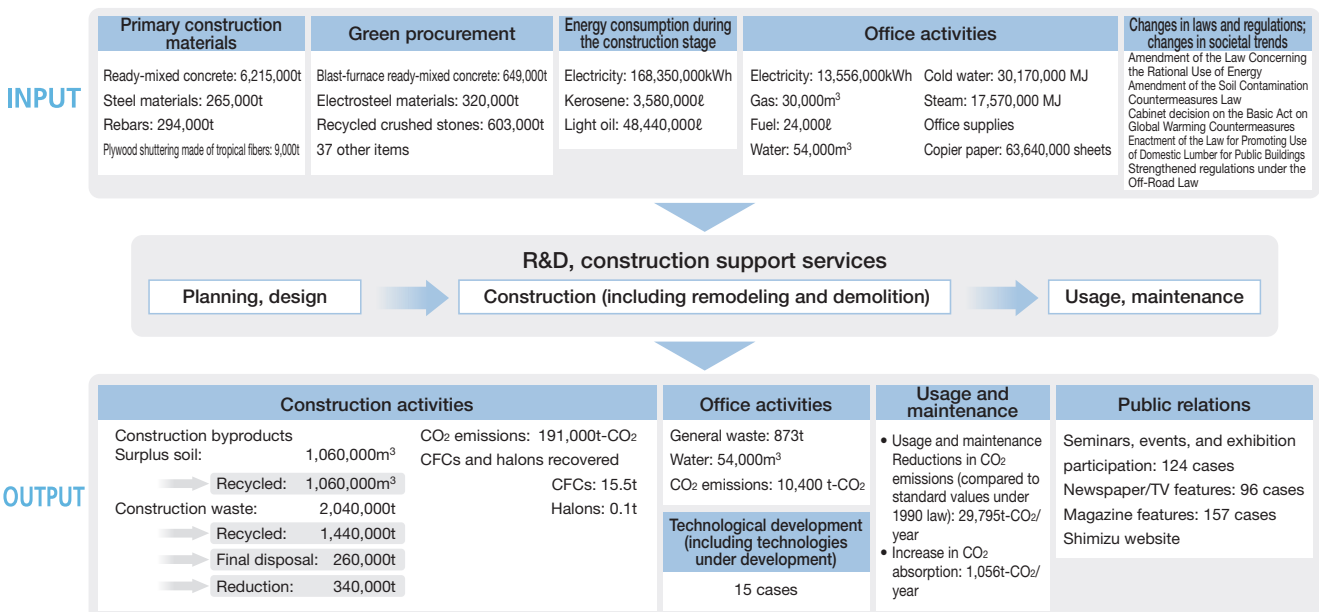 INPUT
Primary construction
materials
Ready-mixed concrete: 6,215,000t
Steel materials: 265,000t
Rebars: 294,000t
Plywood shuttering made of tropical fibers: 9,000t
Green procurement
Blast-furnace ready-mixed concrete: 649,000t
Electrosteel materials: 320,000t
Recycled crushed stones: 603,000t
37 other items
Energy consumption during
the construction stage
Electricity: 168,350,000kWh
Kerosene: 3,580,000ℓ
Light oil: 48,440,000ℓ
Office activities
Electricity: 13,556,000kWh
Gas: 30,000m³
Fuel: 24,000ℓ
Water: 54,000m³
Cold water: 30,170,000 MJ
Steam: 17,570,000 MJ
Office supplies
Copier paper: 63,640,000 sheets
Changes in laws and regulations;
changes in societal trends
Amendment of the Law Concerning
the Rational Use of Energy
Amendment of the Soil Contamination
Countermeasures Law
Cabinet decision on the Basic Act on
Global Warming Countermeasures
Enactment of the Law for Promoting Use
of Domestic Lumber for Public Buildings
Strengthened regulations under the
Off-Road Law
R&D, construction support services
Planning, design
Construction (including remodeling and demolition)
Usage, maintenance
OUTPUT
Construction activities
Construction byproducts
Surplus soil: 1,060,000m³
Recycled: 1,060,000m³
Construction waste: 2,040,000t
Recycled: 1,440,000t
Final disposal: 260,000t
Reduction: 340,000t
CO₂ emissions: 191,000t-CO₂
CFCs and halons recovered
CFCs: 15.5t
Halons: 0.1t
Office activities
General waste: 873t
Water: 54,000m³
CO₂ emissions: 10,400 t-CO₂
Technological development
(including technologies
under development)
15 cases
Usage and
maintenance
• Usage and maintenance
Reductions in CO₂
emissions (compared to
standard values under
1990 law): 29,795t-CO₂/
year
• Increase in CO₂
absorption: 1,056t-CO₂/
year
Public relations
Seminars, events, and exhibition
participation: 124 cases
Newspaper/TV features: 96 cases
Magazine features: 157 cases
Shimizu website